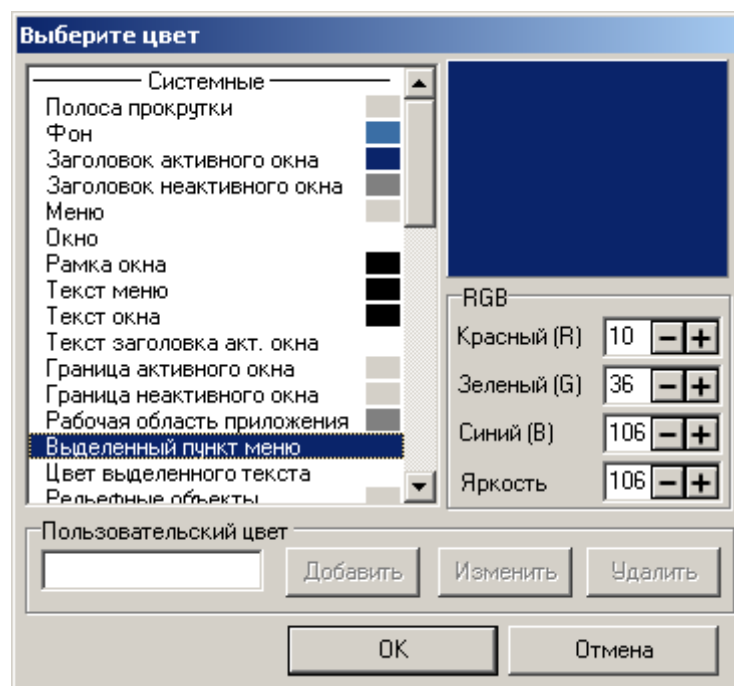 Выберите цвет
Системные
Полоса прокрутки
Фон
Заголовок активного окна
Заголовок неактивного окна
Меню
Окно
Рамка окна
Текст меню
Текст окна
Текст заголовка акт. окна
Граница активного окна
Граница неактивного окна
Рабочая область приложения
Выделенный пункт меню
Цвет выделенного текста
Рельефные объекты
RGB
Красный (R) 10
Зеленый (G) 36
Синий (B) 106
Яркость 106
Пользовательский цвет
Добавить Изменить Удалить
OK Отмена